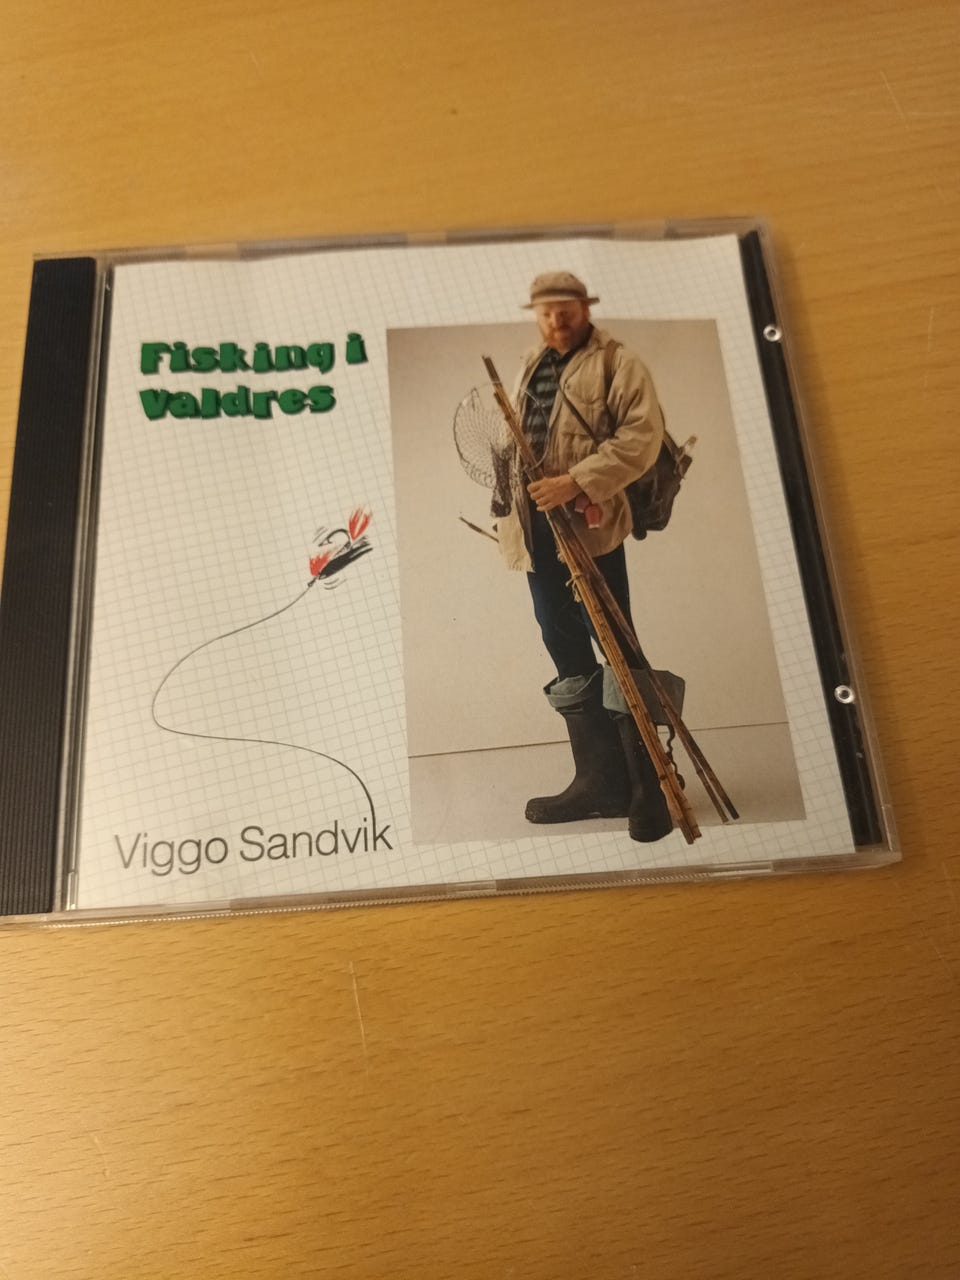 Fisking i
Valdres
Viggo Sandvik